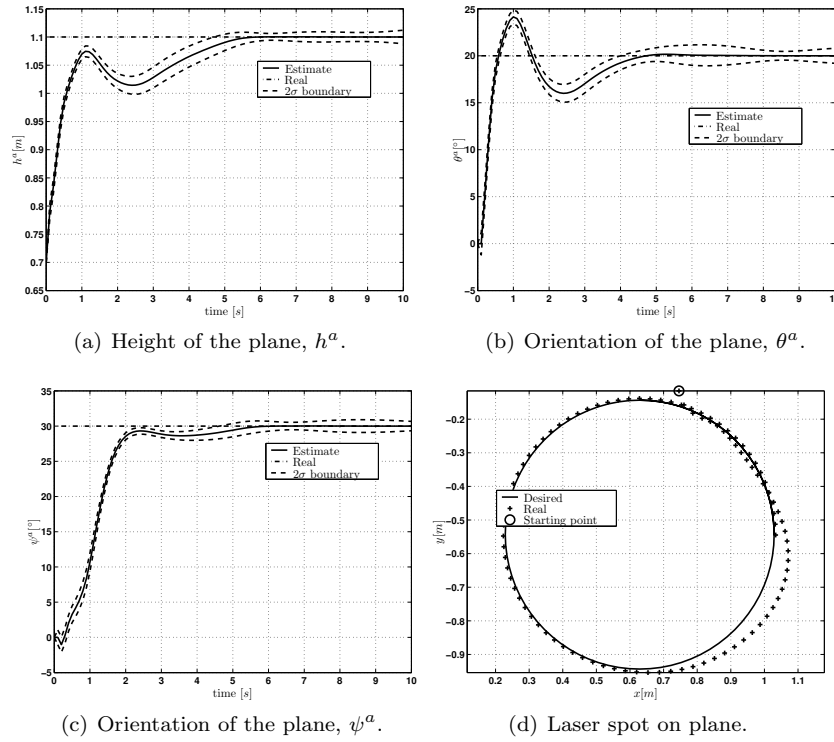 1.15
1.1
1.05
1
0.95
0.9
0.85
0.8
0.75
0.7
0.65
hᵃ[m]
0 1 2 3 4 5 6 7 8 9 10
time [s]
Estimate
Real
2σ boundary
(a) Height of the plane, hᵃ.
25
20
15
10
5
0
−5
θᵃ[°]
0 1 2 3 4 5 6 7 8 9 10
time [s]
Estimate
Real
2σ boundary
(b) Orientation of the plane, θᵃ.
35
30
25
20
15
10
5
0
−5
ψᵃ[°]
0 1 2 3 4 5 6 7 8 9 10
time [s]
Estimate
Real
2σ boundary
(c) Orientation of the plane, ψᵃ.
−0.2
−0.3
−0.4
−0.5
−0.6
−0.7
−0.8
−0.9
y[m]
0.2 0.3 0.4 0.5 0.6 0.7 0.8 0.9 1 1.1
x[m]
Desired
Real
Starting point
(d) Laser spot on plane.